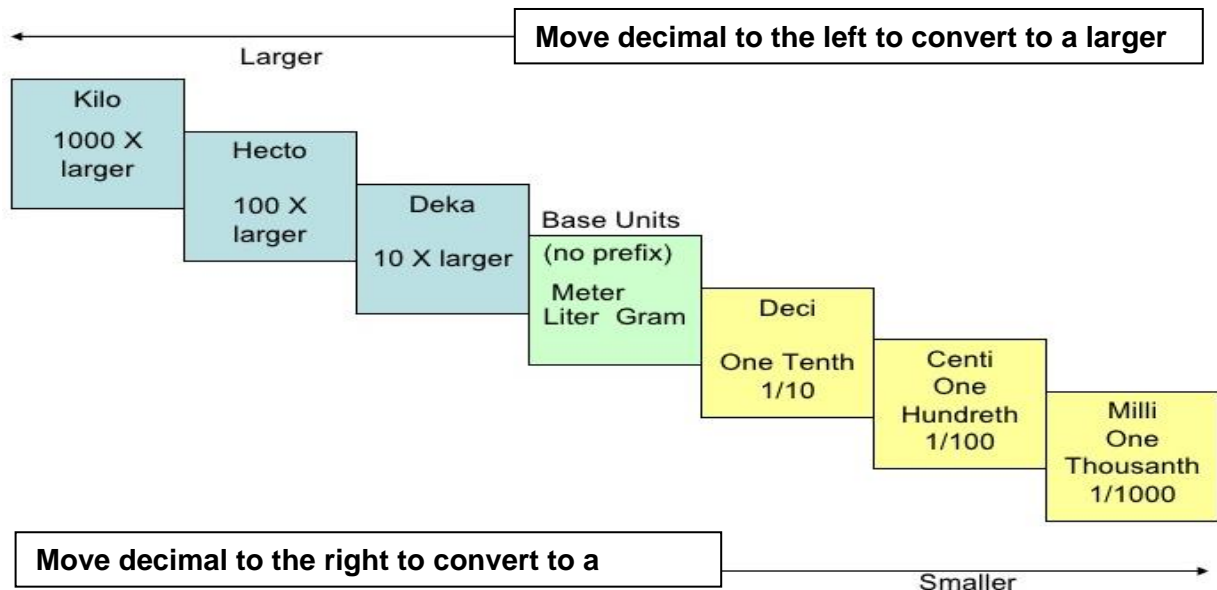 Move decimal to the left to convert to a larger
Larger
Kilo
1000 X
larger
Hecto
100 X
larger
Deka
10 X larger
Base Units
(no prefix)
Meter
Liter Gram
Deci
One Tenth
1/10
Centi
One
Hundreth
1/100
Milli
One
Thousanth
1/1000
Move decimal to the right to convert to a
Smaller